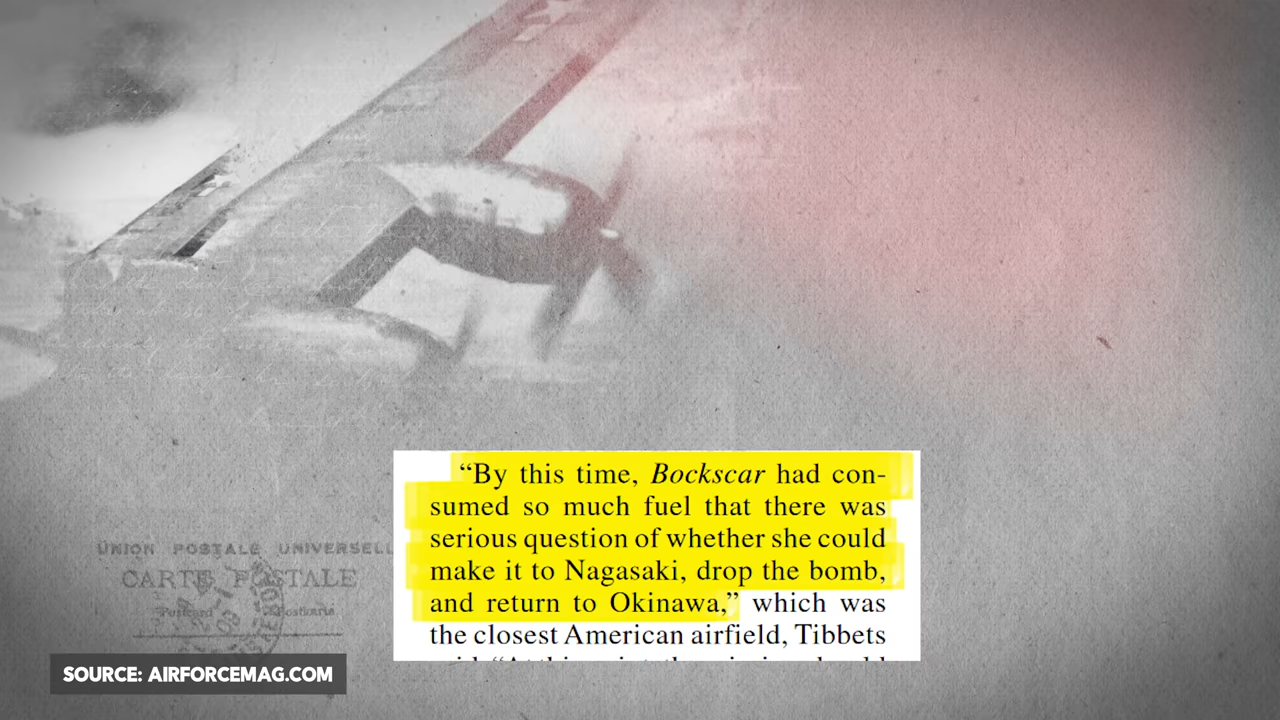 “By this time, Bockscar had con-
sumed so much fuel that there was
serious question of whether she could
make it to Nagasaki, drop the bomb,
and return to Okinawa,” which was
the closest American airfield, Tibbets
UNION POSTALE UNIVERSELL
CARTE POSTALE
Postcard Postcarte
SOURCE: AIRFORCEMAG.COM